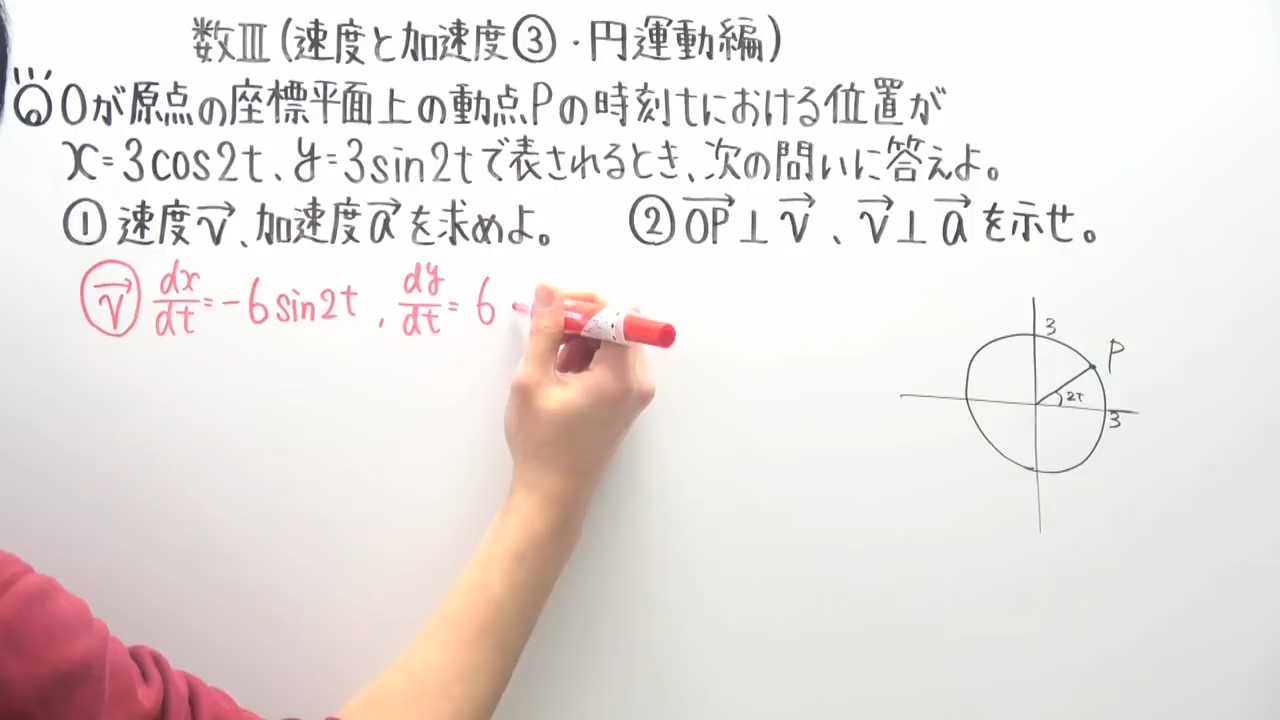 数Ⅲ(速度と加速度③・円運動編)
Oが原点の座標平面上の動点Pの時刻tにおける位置が
x=3cos2t、y=3sin2tで表されるとき、次の問いに答えよ。
①速度v→、加速度a→を求めよ。 ②OP→⊥v→、v→⊥a→を示せ。
v→ dx/dt=-6sin2t, dy/dt=6
3
P
2t
3